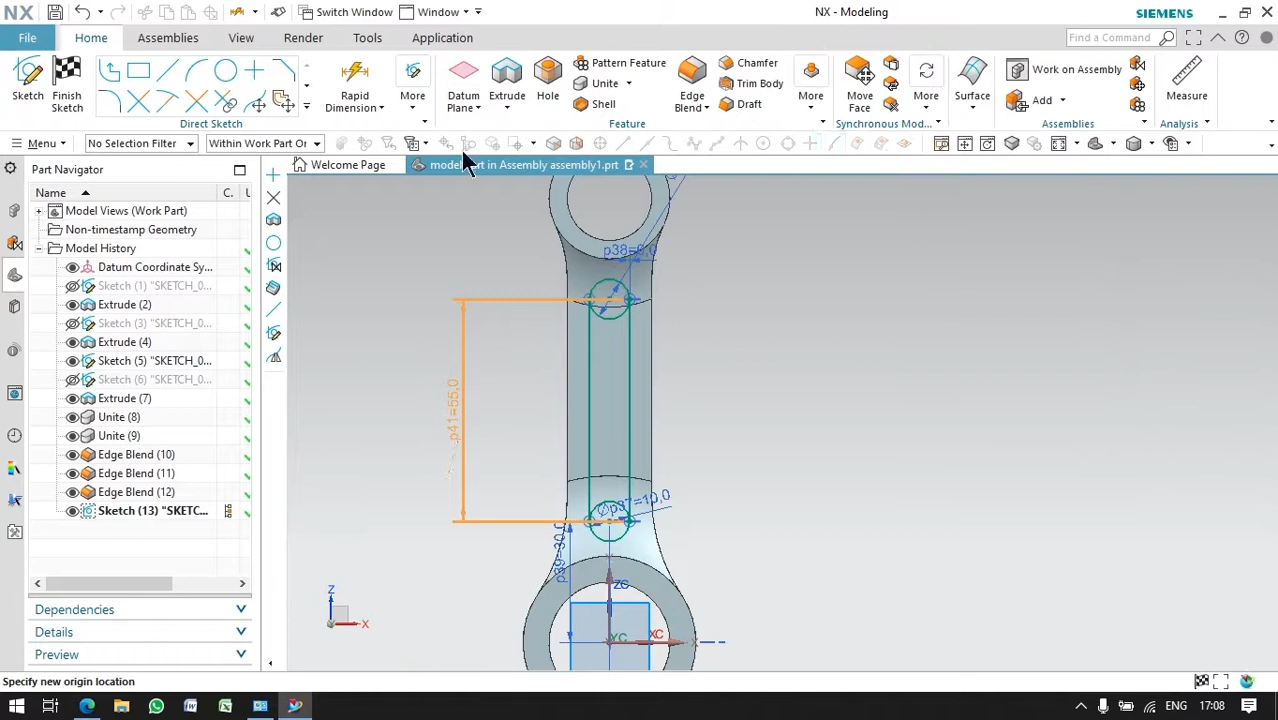 NX Switch Window Window NX - Modeling SIEMENS
File Home Assemblies View Render Tools Application Find a Command
Sketch Finish Sketch Rapid Dimension More Datum Plane Extrude Hole Pattern Feature Unite Shell Edge Blend Chamfer Trim Body Draft More Move Face More Surface Work on Assembly Add Measure
Direct Sketch Feature Synchronous Mod... Assemblies Analysis
Menu No Selection Filter Within Work Part Or
Part Navigator Welcome Page
in Assembly assembly1.prt
Name C. L
Model Views (Work Part)
Non-timestamp Geometry
Model History
Datum Coordinate Sy...
Sketch (1) "SKETCH_0...
Extrude (2)
Sketch (3) "SKETCH_0...
Extrude (4)
Sketch (5) "SKETCH_0...
Sketch (6) "SKETCH_0...
Extrude (7)
Unite (8)
Unite (9)
Edge Blend (10)
Edge Blend (11)
Edge Blend (12)
Sketch (13) "SKETC...
Dependencies
Details
Preview
p41=55,0
Øp37=10,0
p39=30,0
ZC
YC XC X
Z
X
Specify new origin location
ENG 17:08